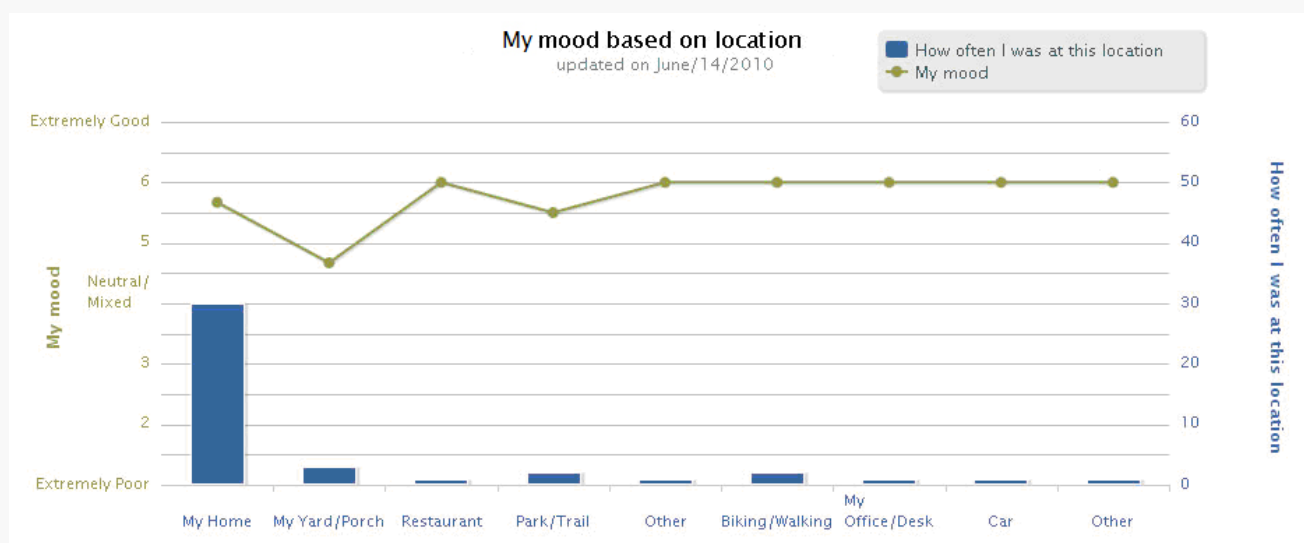 My mood based on location
updated on June/14/2010
How often I was at this location
My mood
Extremely Good
6
5
Neutral/
Mixed
3
2
Extremely Poor
My mood
60
50
40
30
20
10
0
How often I was at this location
My Home
My Yard/Porch
Restaurant
Park/Trail
Other
Biking/Walking
My
Office/Desk
Car
Other